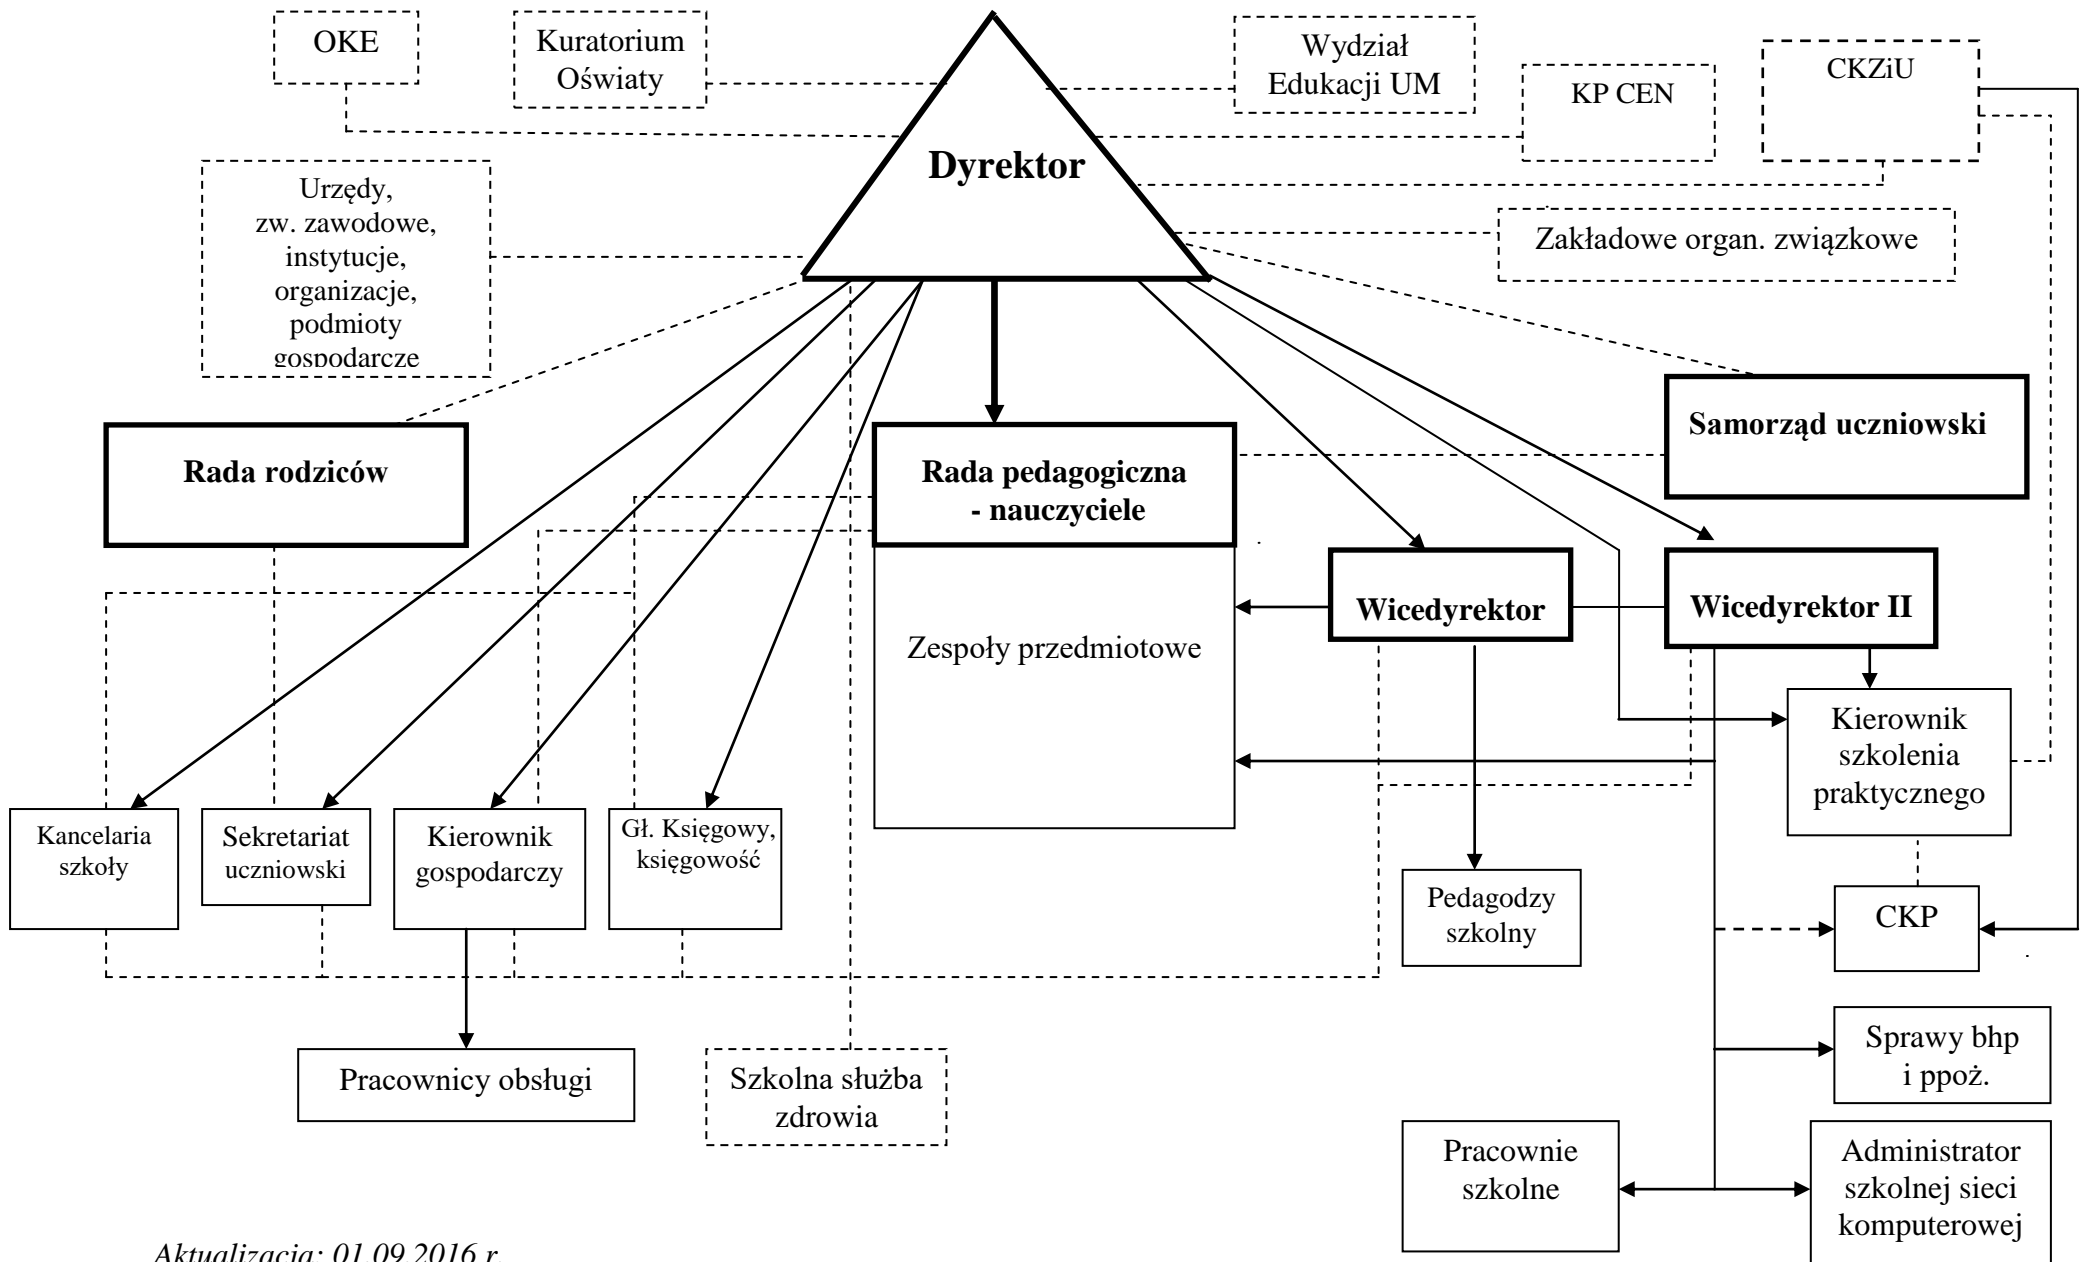 OKE
Kuratorium
Oświaty
Wydział
Edukacji UM
KP CEN
CKZiU
Dyrektor
Urzędy,
zw. zawodowe,
instytucje,
organizacje,
podmioty
gospodarcze
Zakładowe organ. związkowe
Rada rodziców
Rada pedagogiczna
- nauczyciele
Samorząd uczniowski
Zespoły przedmiotowe
Wicedyrektor
Wicedyrektor II
Kierownik
szkolenia
praktycznego
Kancelaria
szkoły
Sekretariat
uczniowski
Kierownik
gospodarczy
Gł. Księgowy,
księgowość
Pedagodzy
szkolny
CKP
Pracownicy obsługi
Szkolna służba
zdrowia
Sprawy bhp
i ppoż.
Pracownie
szkolne
Administrator
szkolnej sieci
komputerowej
Aktualizacja: 01.09.2016 r.